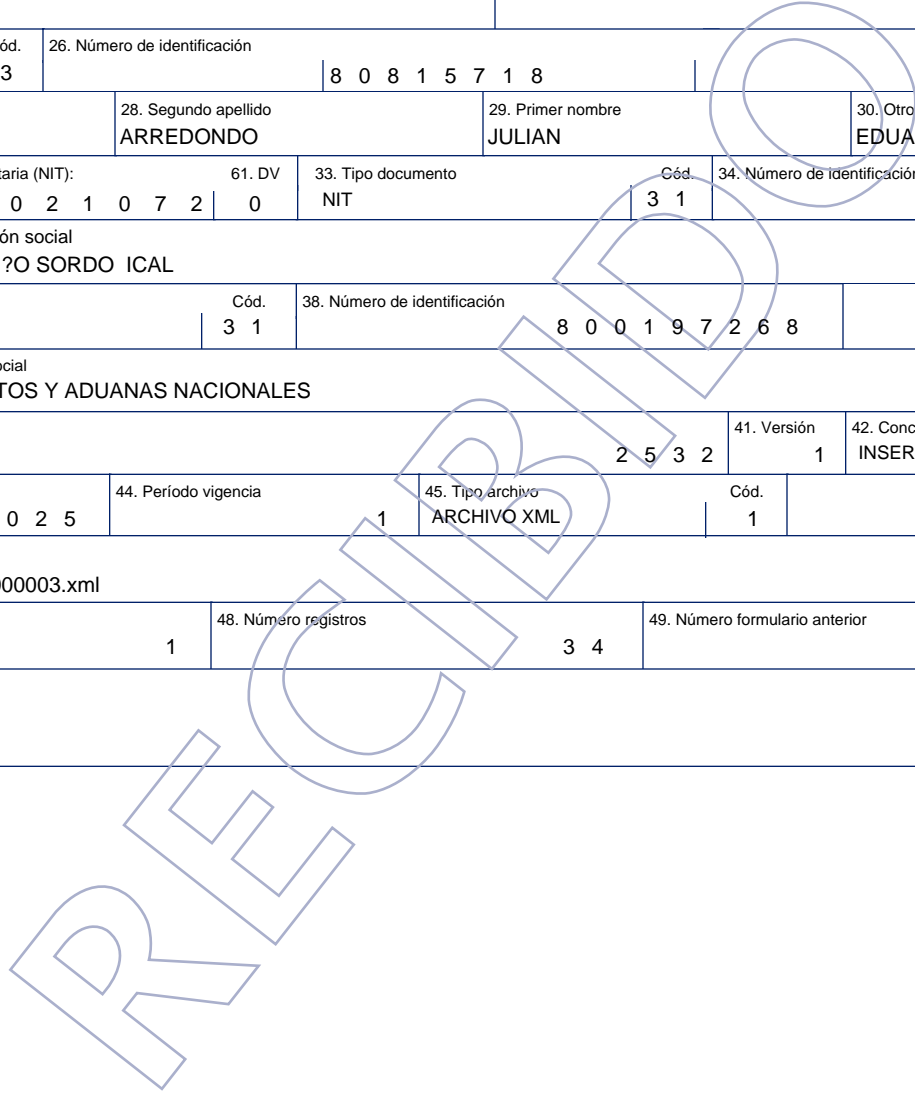 ód. 26. Número de identificación
3 8 0 8 1 5 7 1 8
28. Segundo apellido 29. Primer nombre 30. Otro
ARREDONDO JULIAN EDUA
taria (NIT): 61. DV 33. Tipo documento Cód. 34. Número de identificación
0 2 1 0 7 2 0 NIT 3 1
ón social
?O SORDO ICAL
Cód. 38. Número de identificación
3 1 8 0 0 1 9 7 2 6 8
ocial
TOS Y ADUANAS NACIONALES
41. Versión 42. Conc
2 5 3 2 1 INSER
44. Período vigencia 45. Tipo archivo Cód.
0 2 5 1 ARCHIVO XML 1
000003.xml
48. Número registros 49. Número formulario anterior
1 3 4
RECIBIDO